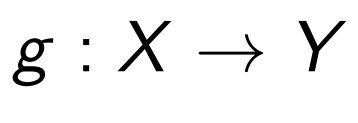 g : X → Y